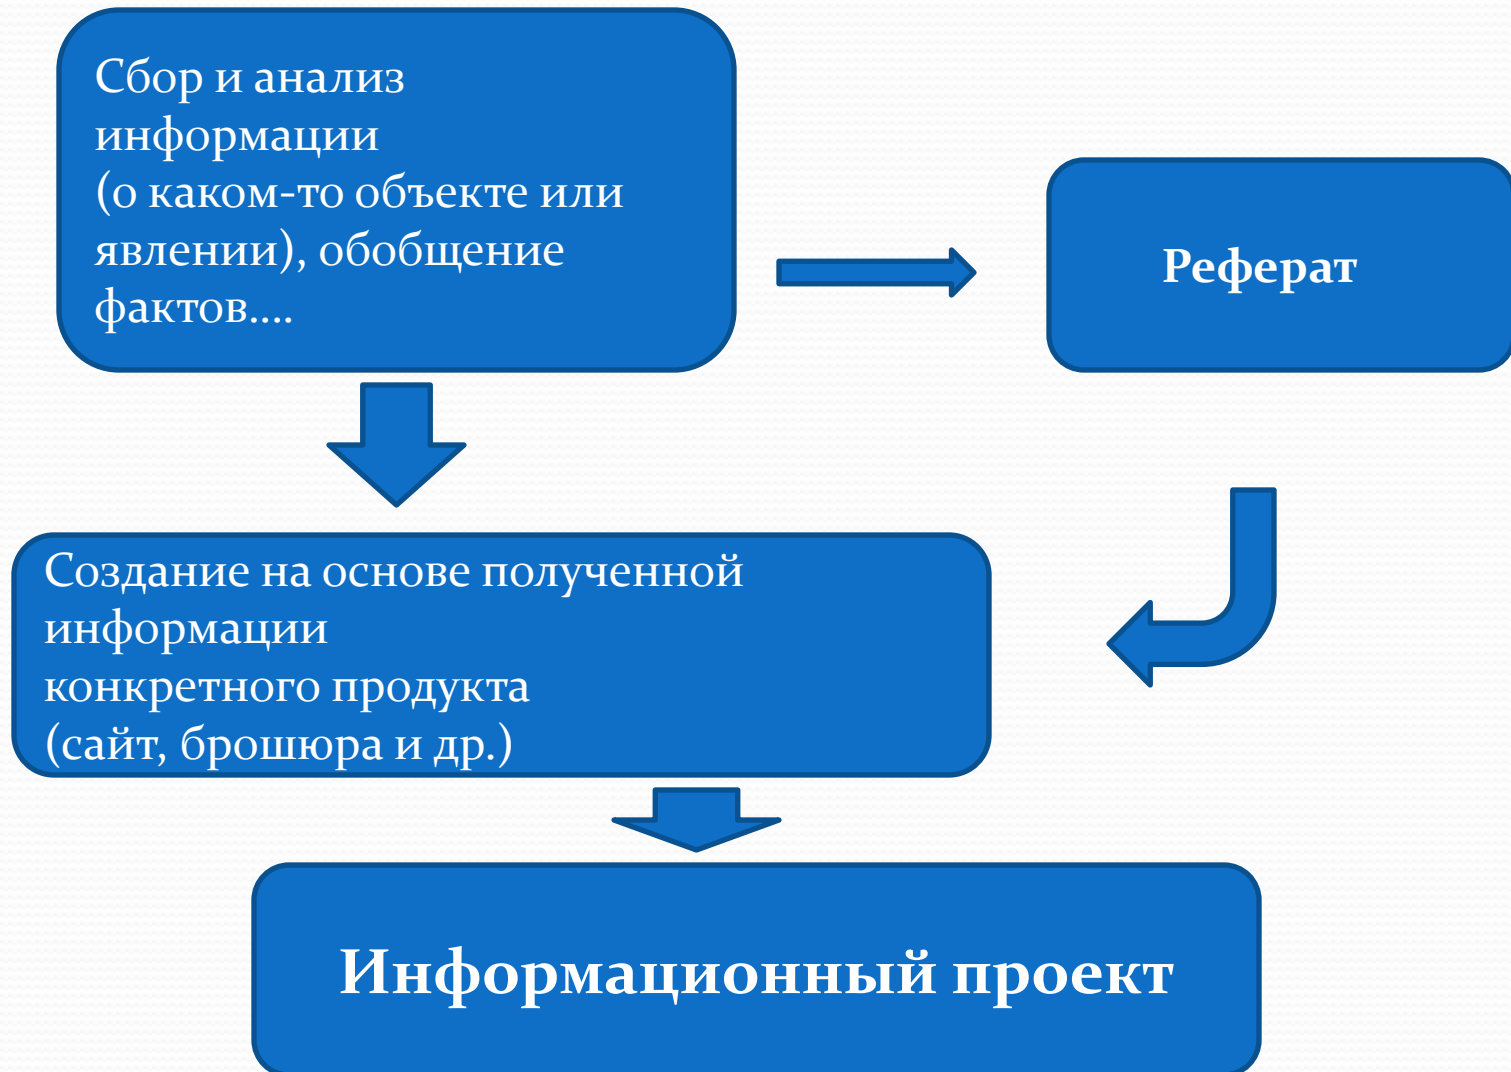 Сбор и анализ
информации
(о каком-то объекте или
явлении), обобщение
фактов....
Реферат
Создание на основе полученной
информации
конкретного продукта
(сайт, брошюра и др.)
Информационный проект